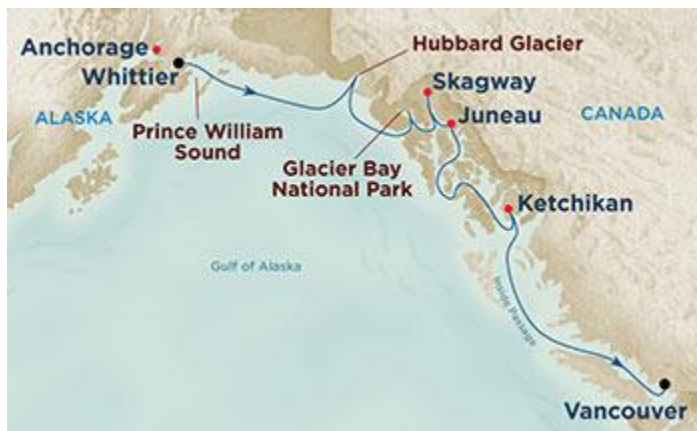 Anchorage
Whittier
Hubbard Glacier
Skagway
ALASKA
Prince William
Sound
Juneau
CANADA
Glacier Bay
National Park
Ketchikan
Gulf of Alaska
Inside Passage
Vancouver